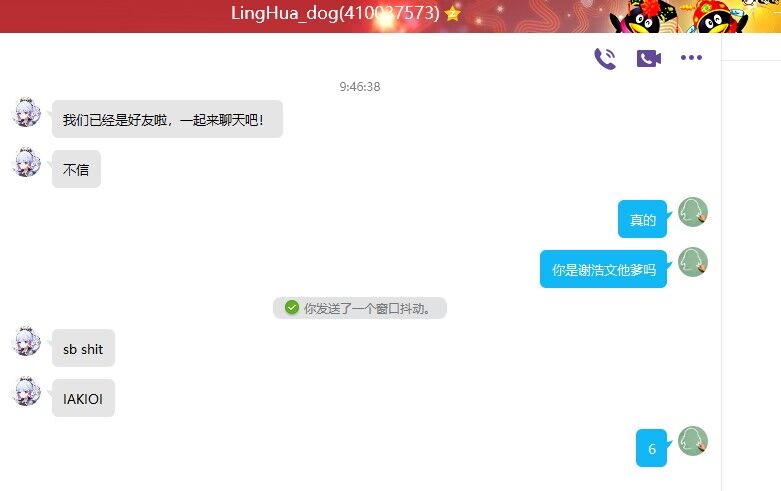 LingHua_dog(410037573)
9:46:38
我们已经是好友啦，一起来聊天吧！
不信
真的
你是谢浩文他爹吗
你发送了一个窗口抖动。
sb shit
IAKIOI
6